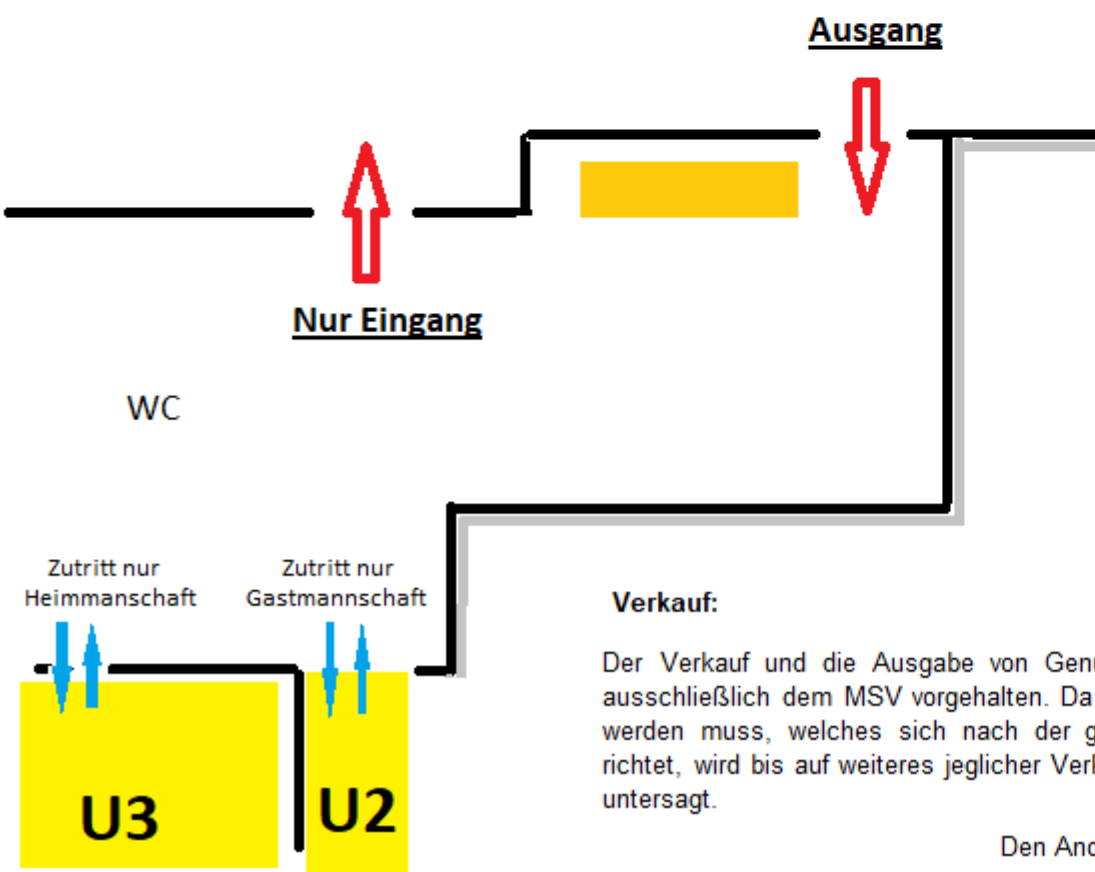 Ausgang
Nur Eingang
WC
Zutritt nur
Heimmanschaft
Zutritt nur
Gastmannschaft
U3
U2
Verkauf:
Der Verkauf und die Ausgabe von
ausschließlich dem MSV vorgehalten. Da
werden muss, welches sich nach der
richtet, wird bis auf weiteres jeglicher
untersagt.
Den